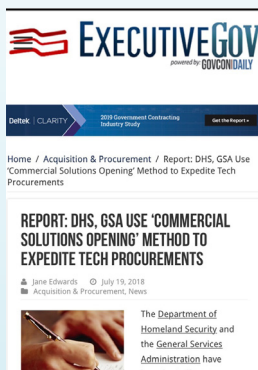 EXECUTIVEGOV
powered by: GOVCONDAILY
Deltek | CLARITY
2019 Government Contracting
Industry Study
Get the Report »
Home / Acquisition & Procurement / Report: DHS, GSA Use
‘Commercial Solutions Opening’ Method to Expedite Tech
Procurements
REPORT: DHS, GSA USE ‘COMMERCIAL
SOLUTIONS OPENING’ METHOD TO
EXPEDITE TECH PROCUREMENTS
Jane Edwards July 19, 2018
Acquisition & Procurement, News
The Department of
Homeland Security and
the General Services
Administration have